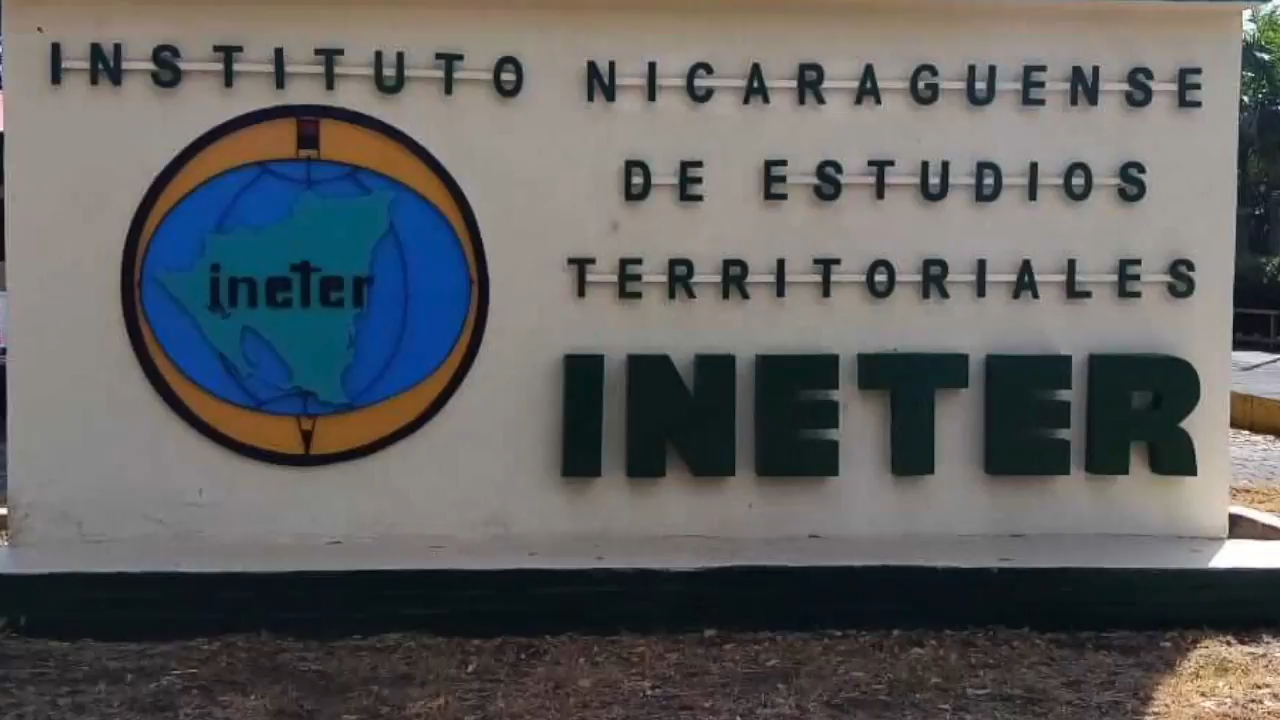 INSTITUTO NICARAGUENSE
DE ESTUDIOS
TERRITORIALES
INETER
ineter